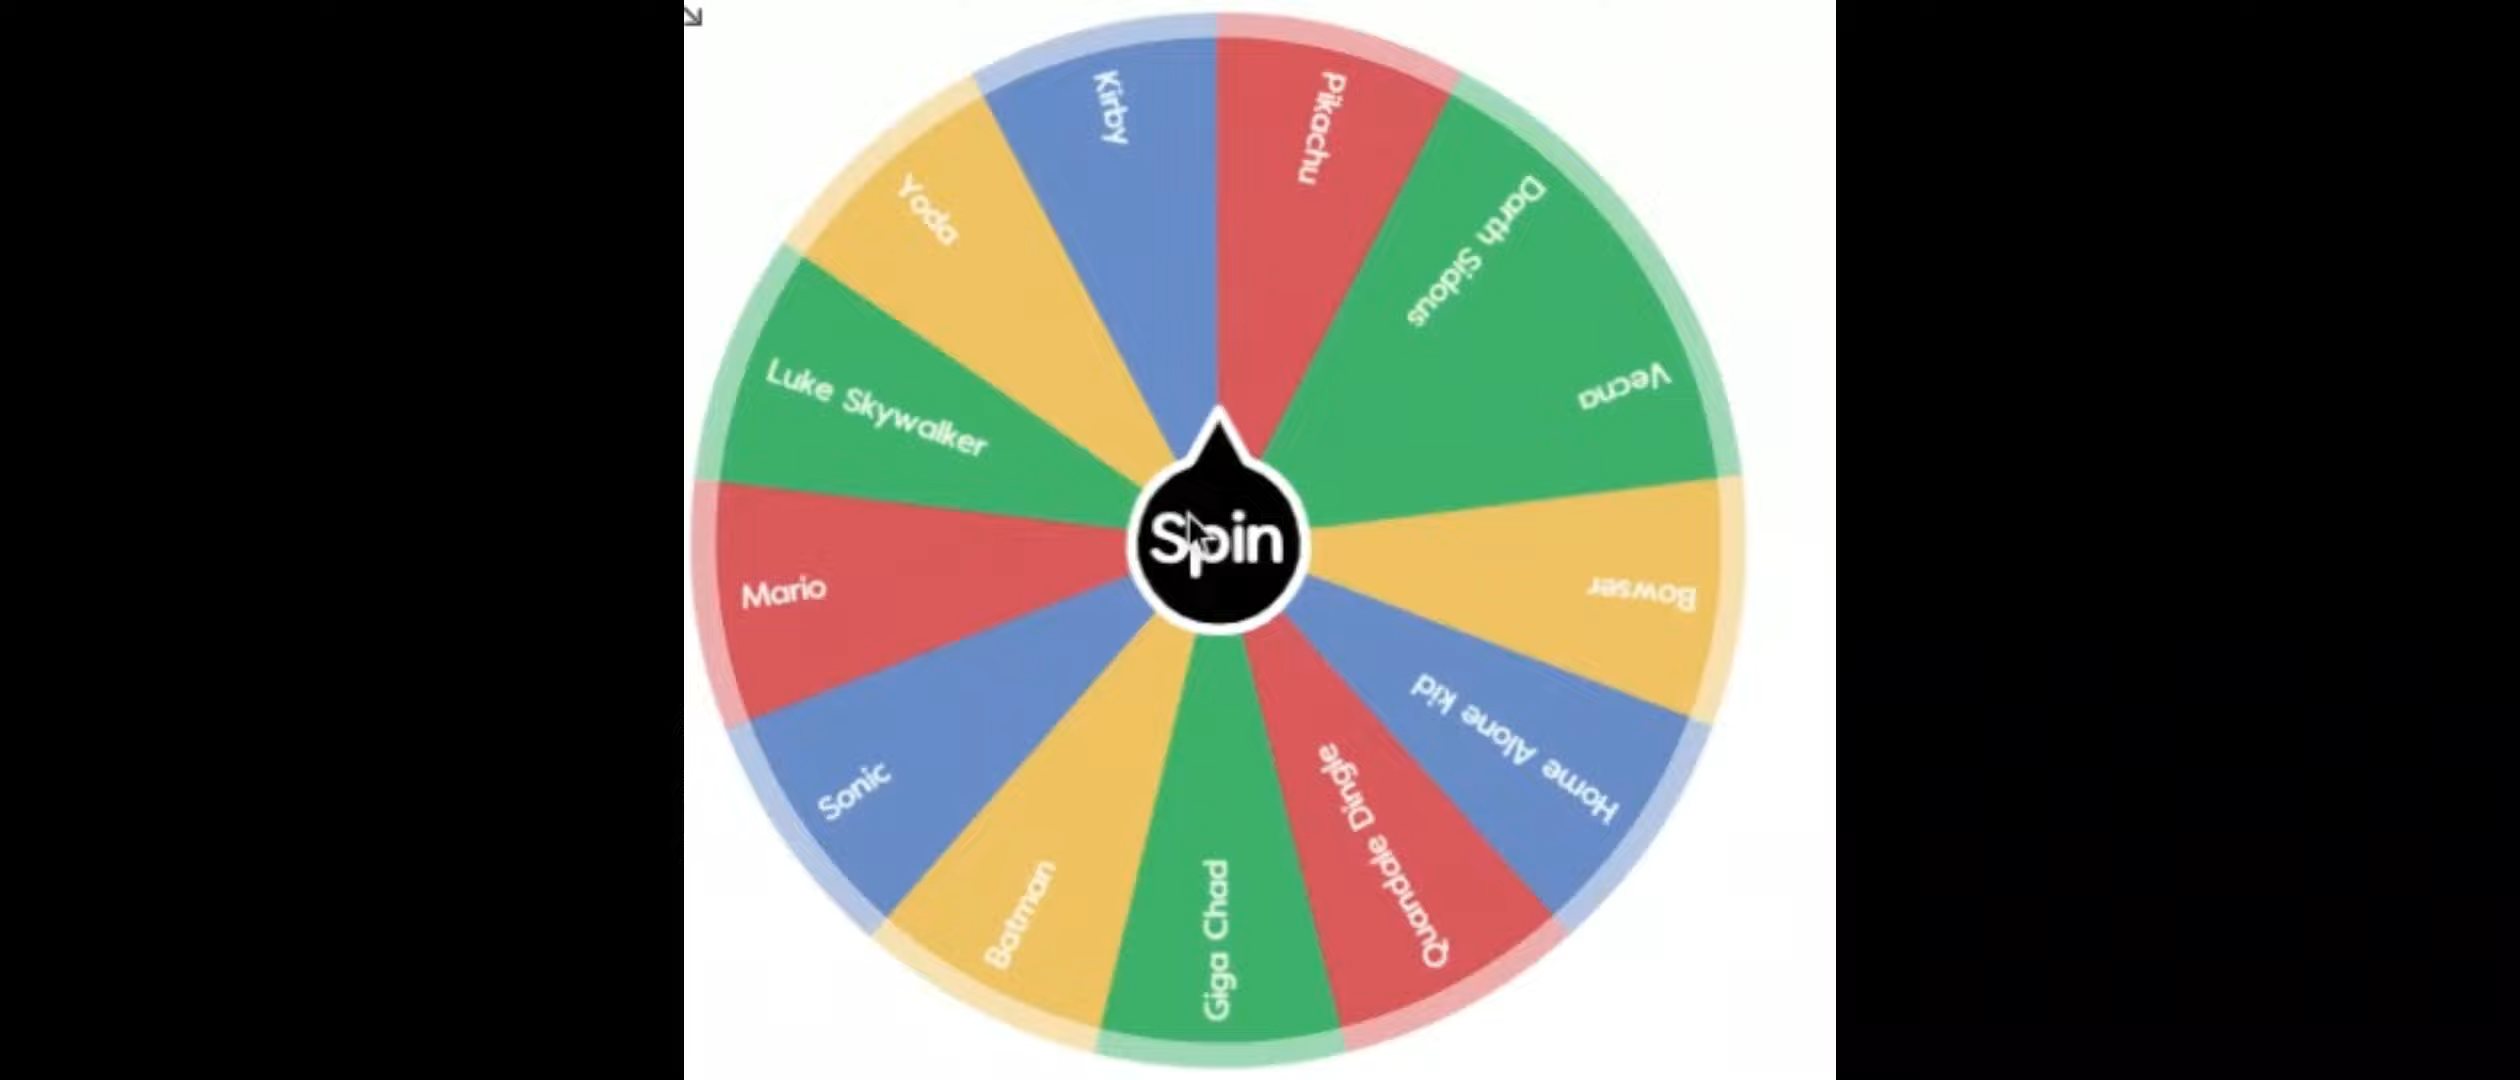 Pikachu
Darth Sidous
Vecna
Bowser
Home Alone kid
Quandale Dingle
Giga Chad
Batman
Sonic
Mario
Luke Skywalker
Yoda
Kirby
Spin